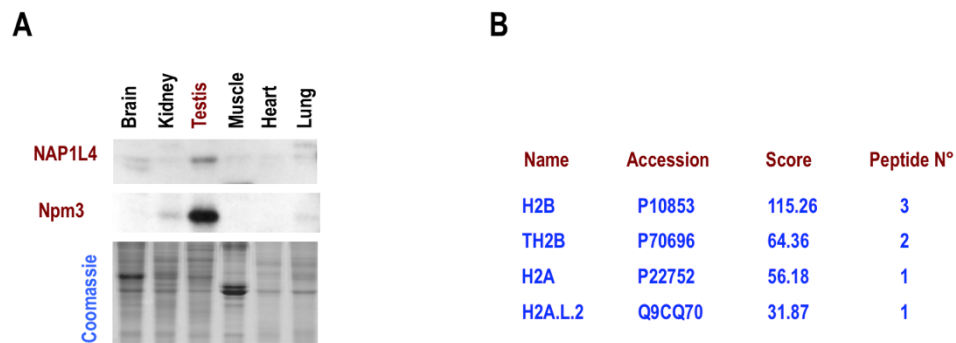 A
B
Brain
Kidney
Testis
Muscle
Heart
Lung
NAP1L4
Npm3
Coomassie
Name Accession Score Peptide N°
H2B P10853 115.26 3
TH2B P70696 64.36 2
H2A P22752 56.18 1
H2A.L.2 Q9CQ70 31.87 1